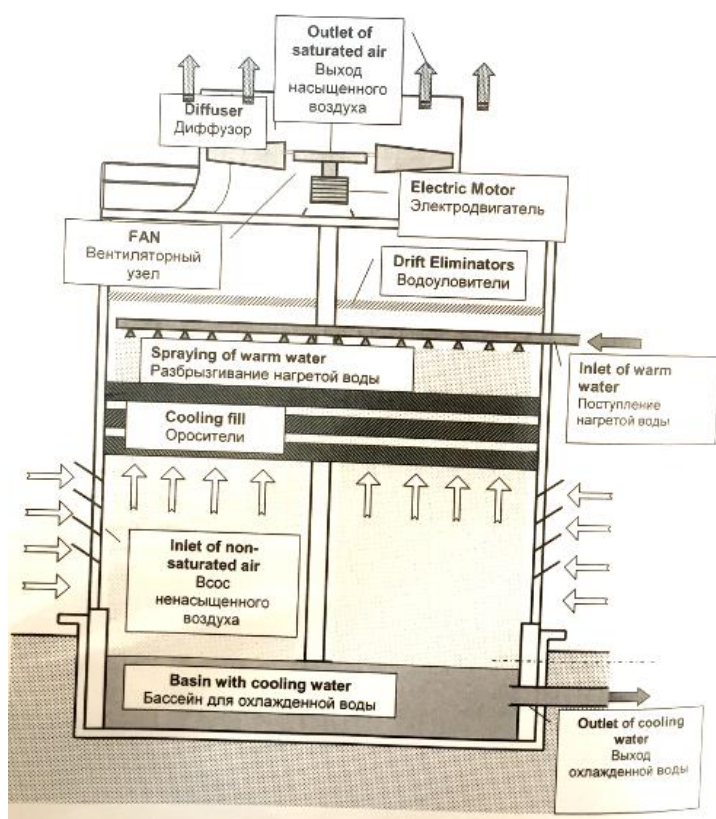 Outlet of
saturated air
Выход
насыщенного
воздуха
Diffuser
Диффузор
Electric Motor
Электродвигатель
FAN
Вентиляторный
узел
Drift Eliminators
Водоуловители
Spraying of warm water
Разбрызгивание нагретой воды
Inlet of warm
water
Поступление
нагретой воды
Cooling fill
Оросители
Inlet of non-
saturated air
Всос
ненасыщенного
воздуха
Basin with cooling water
Бассейн для охлажденной воды
Outlet of cooling
water
Выход
охлажденной воды